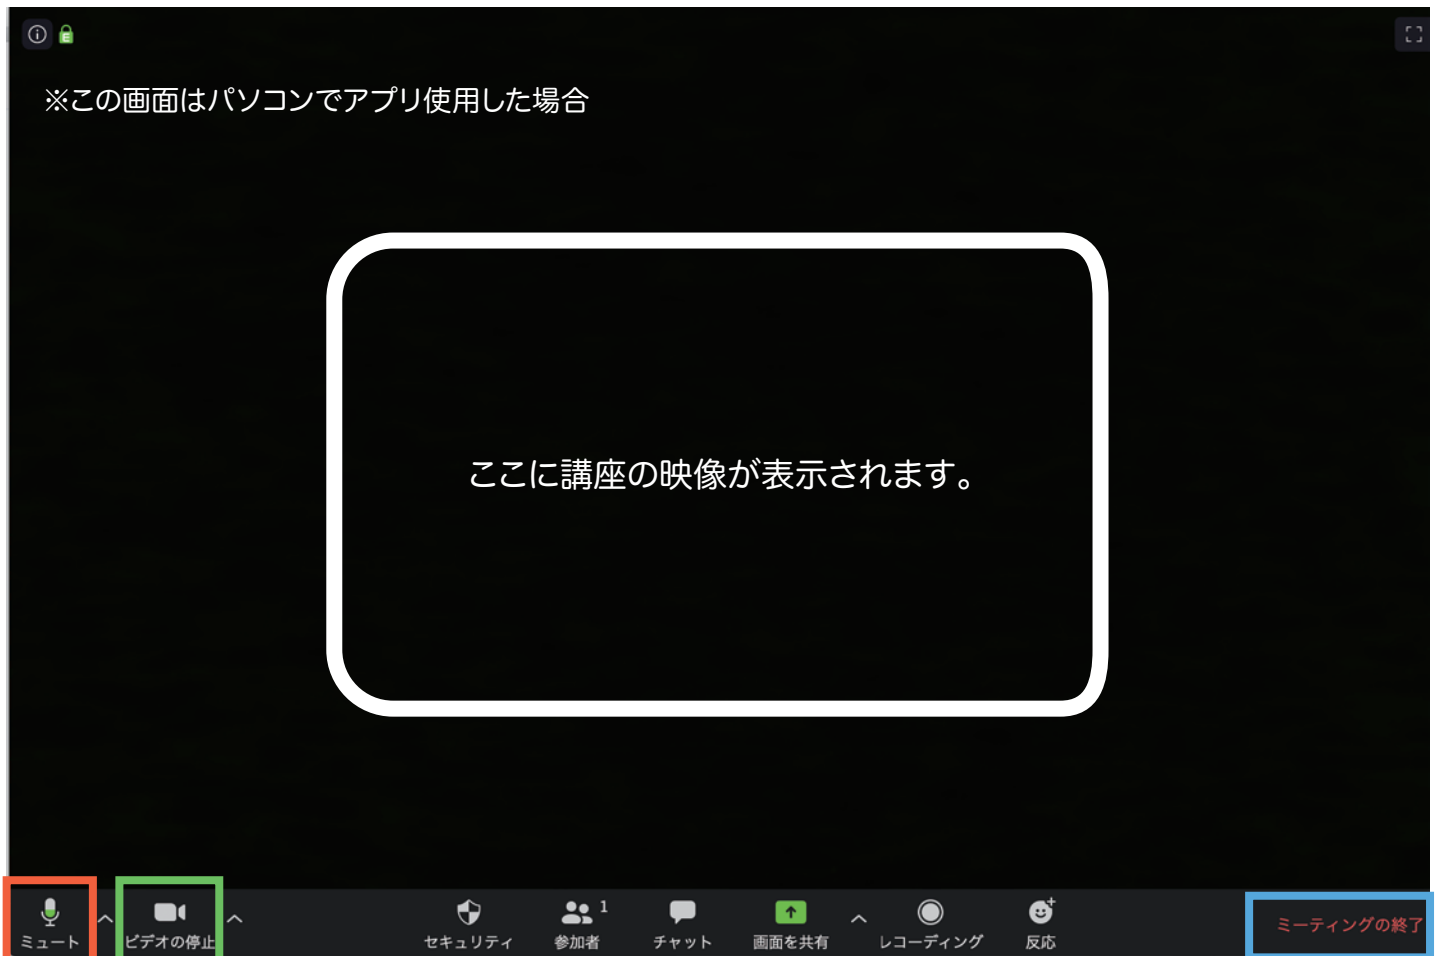 E
※この画面はパソコンでアプリ使用した場合
ここに講座の映像が表示されます。
ミュート
ビデオの停止
セキュリティ
1
参加者
チャット
画面を共有
レコーディング
反応
ミーティングの終了